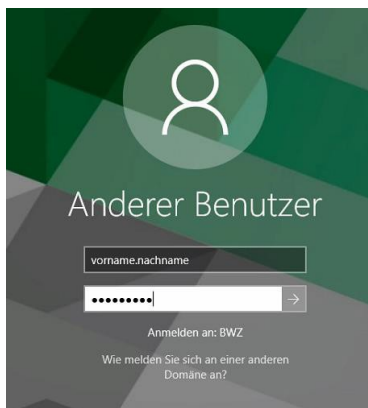 Anderer Benutzer
vorname.nachname
•••••••••
Anmelden an: BWZ
Wie melden Sie sich an einer anderen
Domäne an?